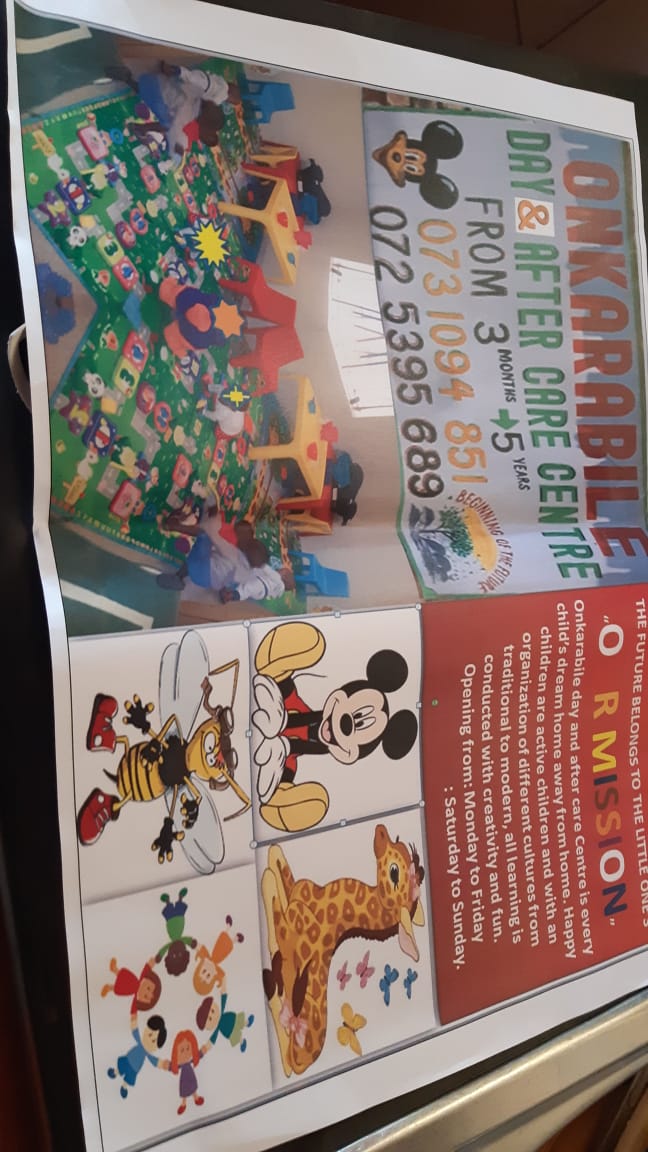 ONKARABILE
DAY & AFTER CARE CENTRE
FROM 3 MONTHS 5 YEARS
073 1094 851
072 5395 689
BEGINNING OF THE FUTURE
THE FUTURE BELONGS TO THE LITTLE ONE'S
"O R MISSION"
Onkarabile day and after care Centre is every
child's dream home away from home. Happy
children are active children and with an
organization of different cultures from
traditional to modern, all learning is
conducted with creativity and fun.
Opening from: Monday to Friday
: Saturday to Sunday.